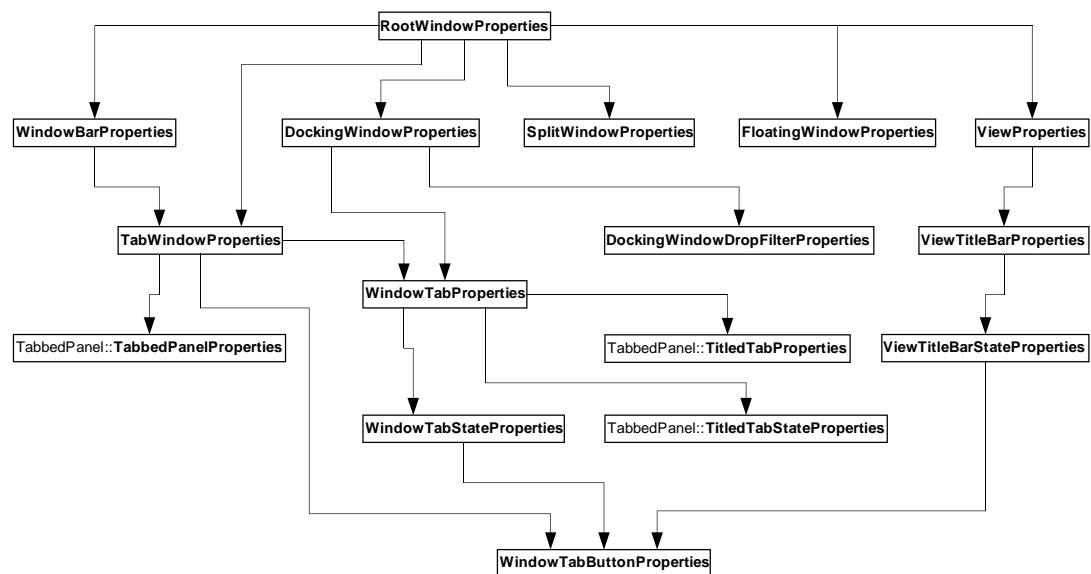 RootWindowProperties
WindowBarProperties
DockingWindowProperties
SplitWindowProperties
FloatingWindowProperties
ViewProperties
TabWindowProperties
DockingWindowDropFilterProperties
ViewTitleBarProperties
WindowTabProperties
TabbedPanel::TabbedPanelProperties
TabbedPanel::TitledTabProperties
ViewTitleBarStateProperties
WindowTabStateProperties
TabbedPanel::TitledTabStateProperties
WindowTabButtonProperties